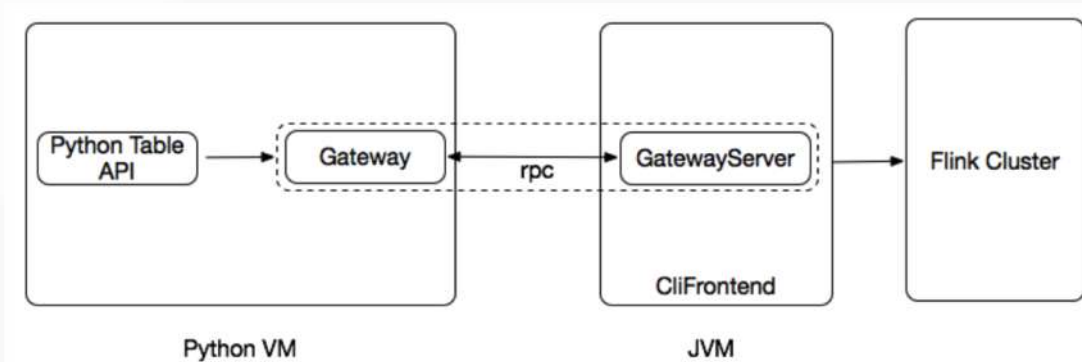 Python Table
API
Gateway
rpc
GatewayServer
Flink Cluster
CliFrontend
Python VM
JVM